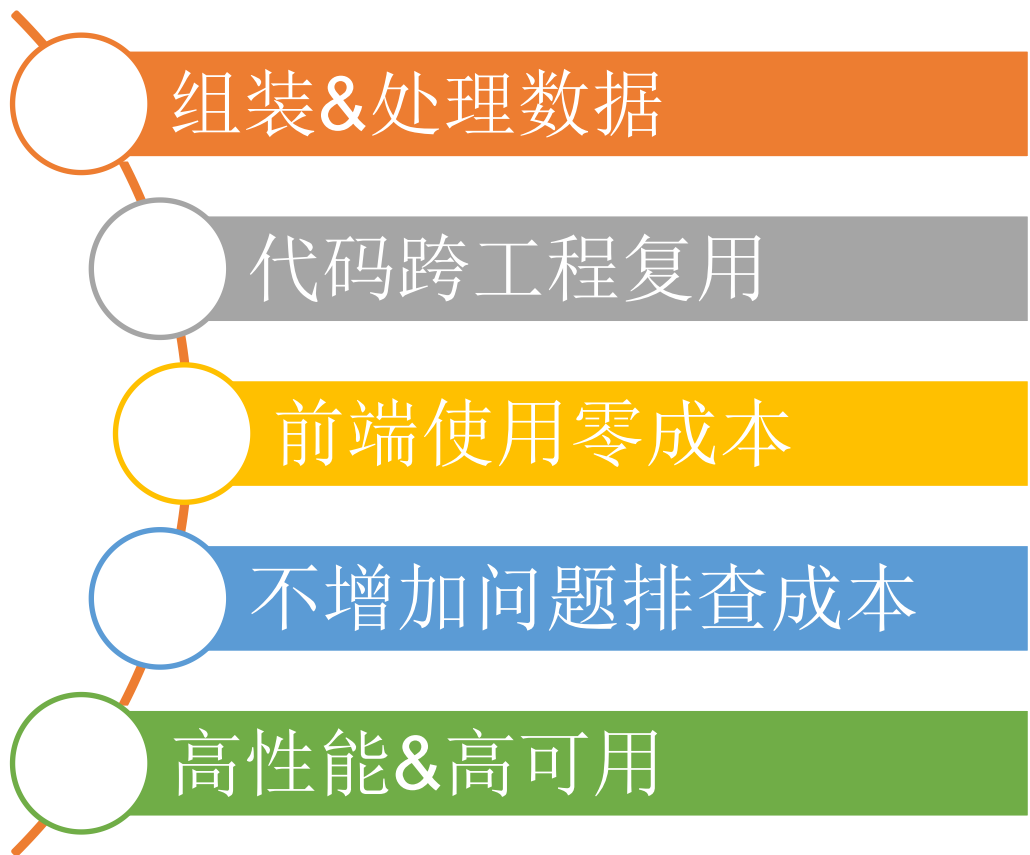 组装&处理数据
代码跨工程复用
前端使用零成本
不增加问题排查成本
高性能&高可用